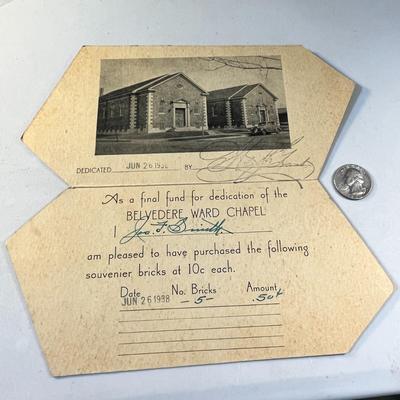 DEDICATED JUN 26 1938 BY
As a final fund for dedication of the
BELVEDERE WARD CHAPEL
I Jos. F. Smith
am pleased to have purchased the following
souvenier bricks at 10c each.
Date No. Bricks Amount
JUN 26 1938 -5- .50¢